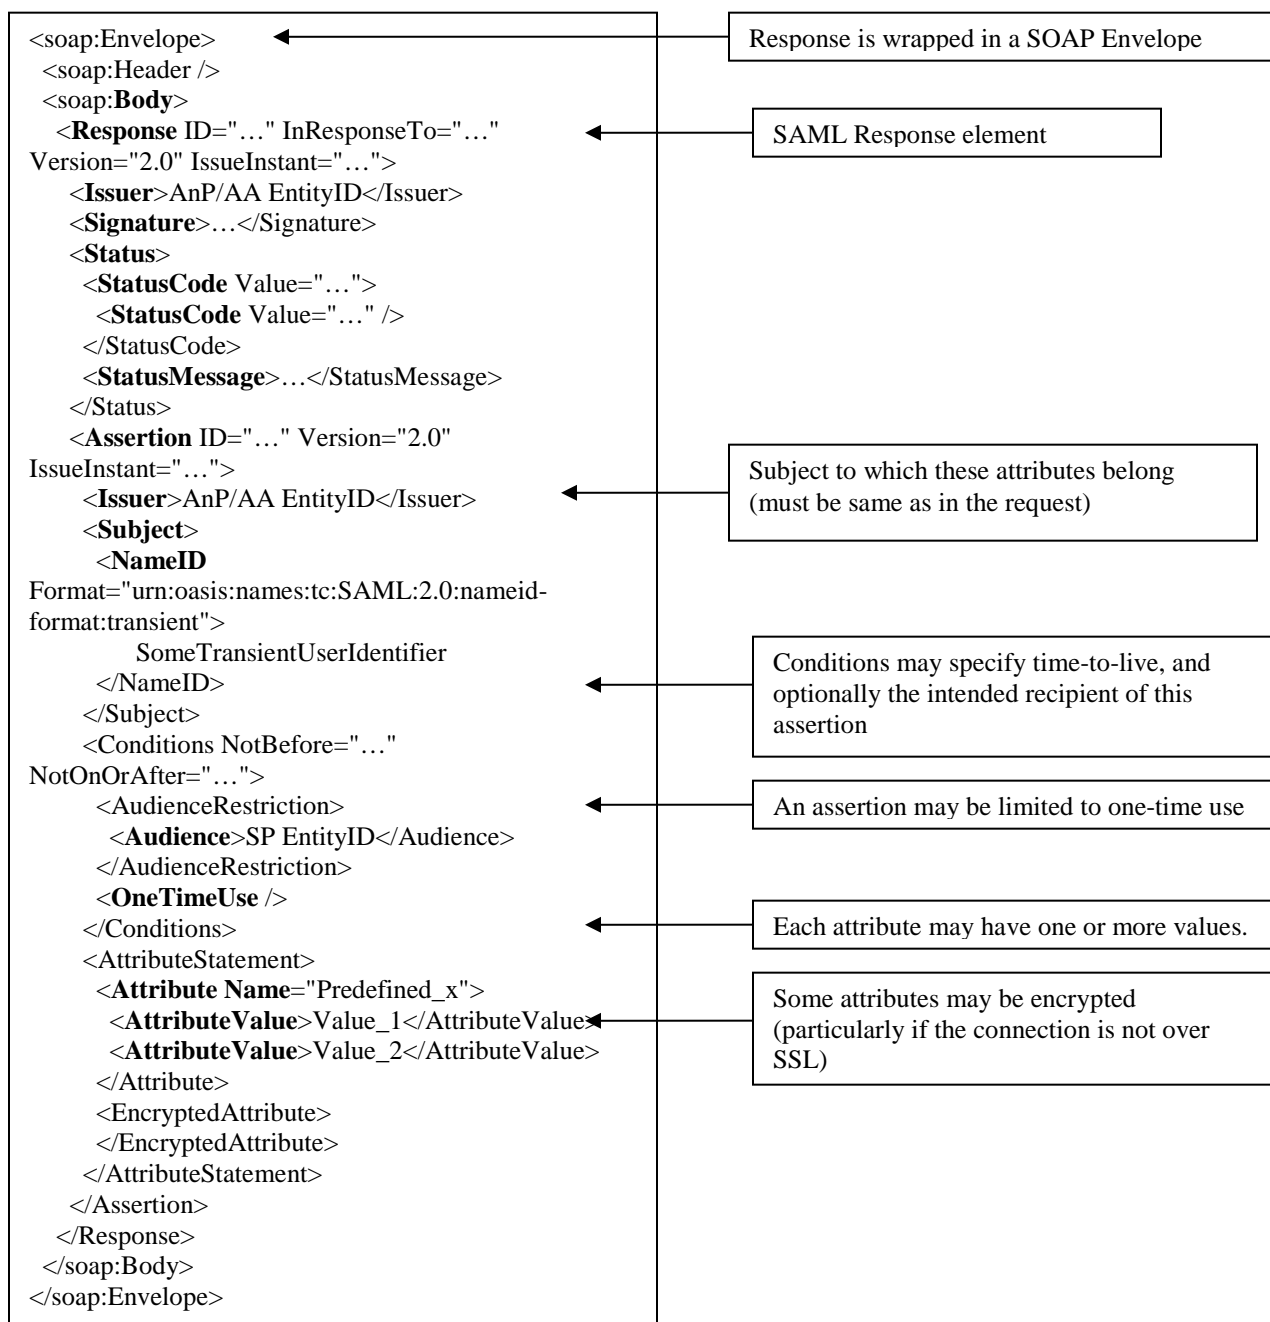 <soap:Envelope>
<soap:Header />
<soap:Body>
<Response ID="…" InResponseTo="…"
Version="2.0" IssueInstant="…">
<Issuer>AnP/AA EntityID</Issuer>
<Signature>…</Signature>
<Status>
<StatusCode Value="…">
<StatusCode Value="…" />
</StatusCode>
<StatusMessage>…</StatusMessage>
</Status>
<Assertion ID="…" Version="2.0"
IssueInstant="…">
<Issuer>AnP/AA EntityID</Issuer>
<Subject>
<NameID
Format="urn:oasis:names:tc:SAML:2.0:nameid-
format:transient">
SomeTransientUserIdentifier
</NameID>
</Subject>
<Conditions NotBefore="…"
NotOnOrAfter="…">
<AudienceRestriction>
<Audience>SP EntityID</Audience>
</AudienceRestriction>
<OneTimeUse />
</Conditions>
<AttributeStatement>
<Attribute Name="Predefined_x">
<AttributeValue>Value_1</AttributeValue>
<AttributeValue>Value_2</AttributeValue>
</Attribute>
<EncryptedAttribute>
</EncryptedAttribute>
</AttributeStatement>
</Assertion>
</Response>
</soap:Body>
</soap:Envelope>
Response is wrapped in a SOAP Envelope
SAML Response element
Subject to which these attributes belong
(must be same as in the request)
Conditions may specify time-to-live, and
optionally the intended recipient of this
assertion
An assertion may be limited to one-time use
Each attribute may have one or more values.
Some attributes may be encrypted
(particularly if the connection is not over
SSL)